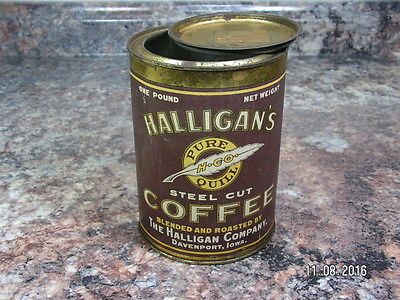 ONE POUND NET WEIGHT
HALLIGAN'S
PURE
H-CO
QUILL
STEEL CUT
COFFEE
BLENDED AND ROASTED BY
THE HALLIGAN COMPANY,
DAVENPORT, IOWA.
11.08.2016